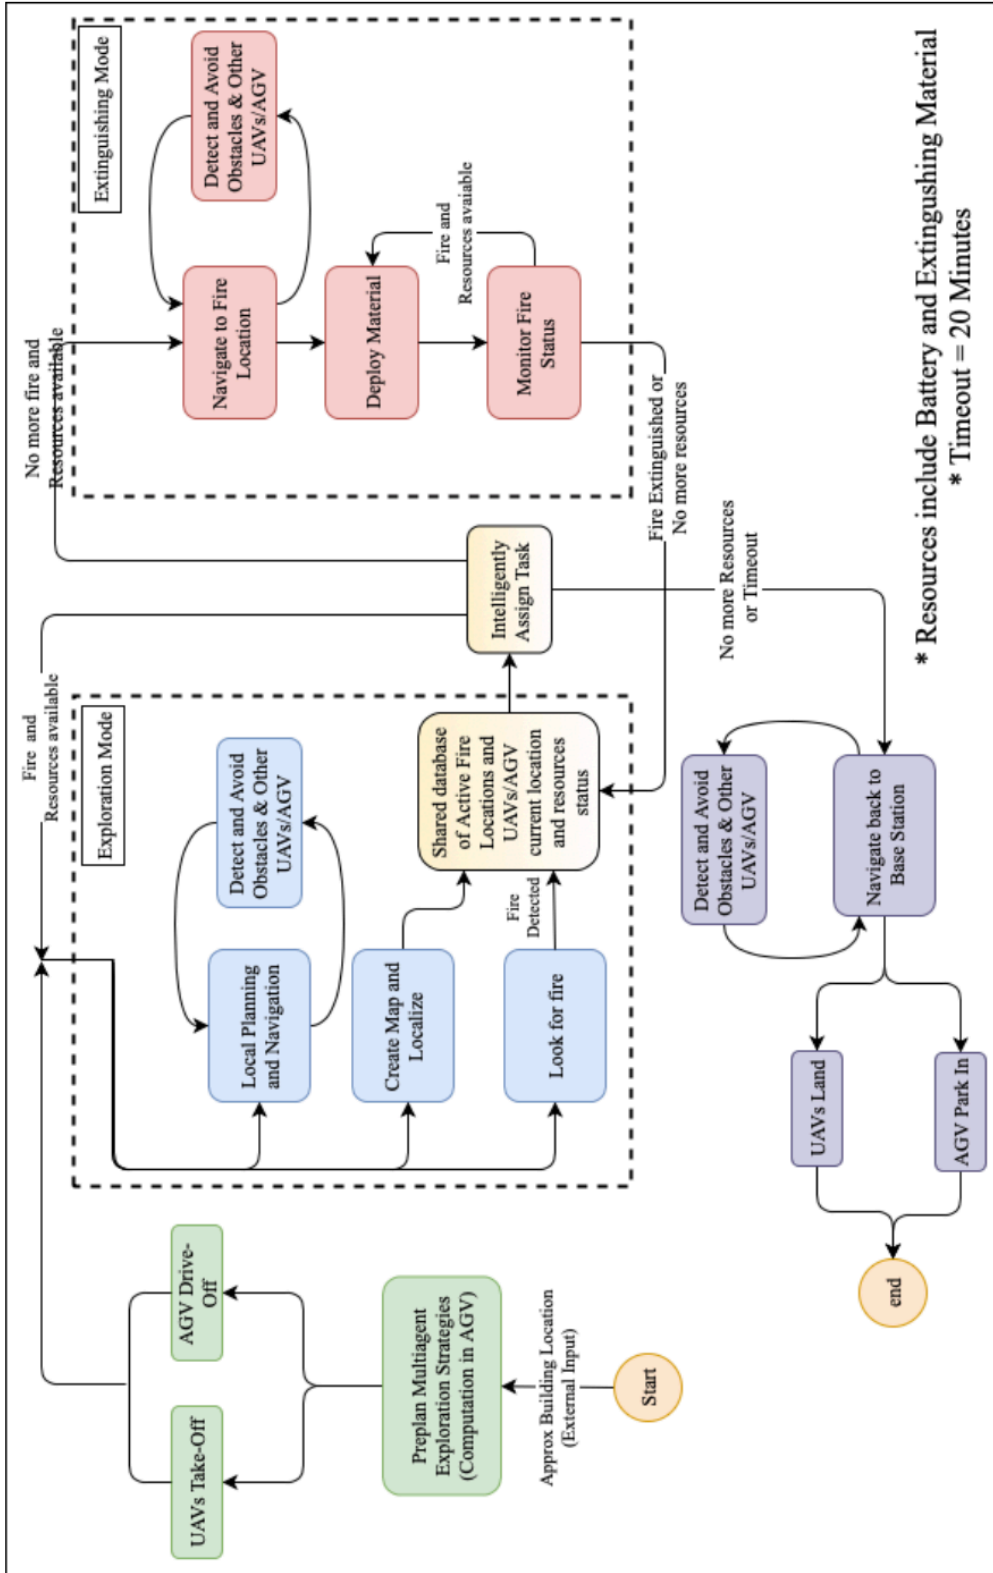 Start
Approx Building Location
(External Input)
Preplan Multiagent
Exploration Strategies
(Computation in AGV)
UAVs Take-Off
AGV Drive-
Off
Fire and
Resources available
Exploration Mode
Local Planning
and Navigation
Detect and Avoid
Obstacles & Other
UAVs/AGV
Create Map and
Localize
Look for fire
Fire
Detected
Shared database
of Active Fire
Locations and
UAVs/AGV
current location
and resources
status
Intelligently
Assign Task
No more fire and
Resources available
Extinguishing Mode
Navigate to Fire
Location
Detect and Avoid
Obstacles & Other
UAVs/AGV
Deploy Material
Fire and
Resources avaiable
Monitor Fire
Status
Fire Extinguished or
No more resources
No more Resources
or Timeout
Navigate back to
Base Station
Detect and Avoid
Obstacles & Other
UAVs/AGV
UAVs Land
AGV Park In
end
* Resources include Battery and Extingushing Material
* Timeout = 20 Minutes